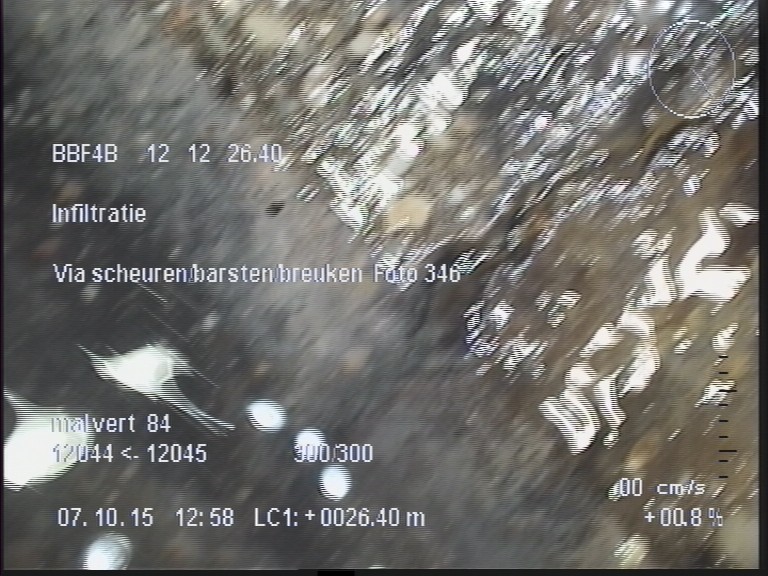 BBF4B 12 12 26.40
Infiltratie
Via scheuren/barsten/breuken Foto 346
malvert 84
12044 <- 12045 300/300
00 cm/s
07.10.15 12:58 LC1: +0026.40 m +00.8 %